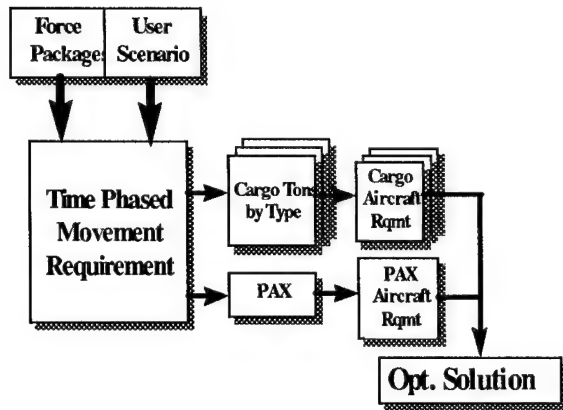 Force
Packages
User
Scenario
Time Phased
Movement
Requirement
Cargo Tons
by Type
Cargo
Aircraft
Rqmt
PAX
PAX
Aircraft
Rqmt
Opt. Solution